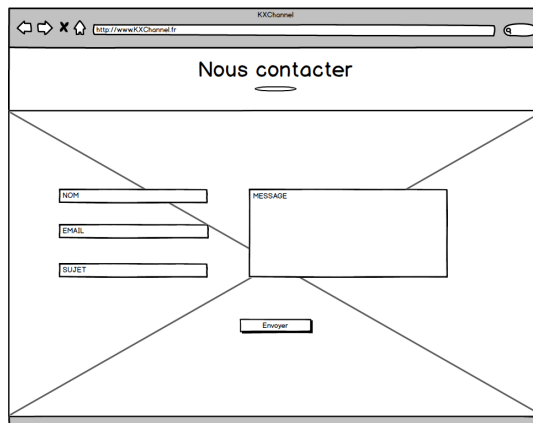 KXChannel
http://www.KXChannel.fr
Nous contacter
NOM
MESSAGE
EMAIL
SUJET
Envoyer